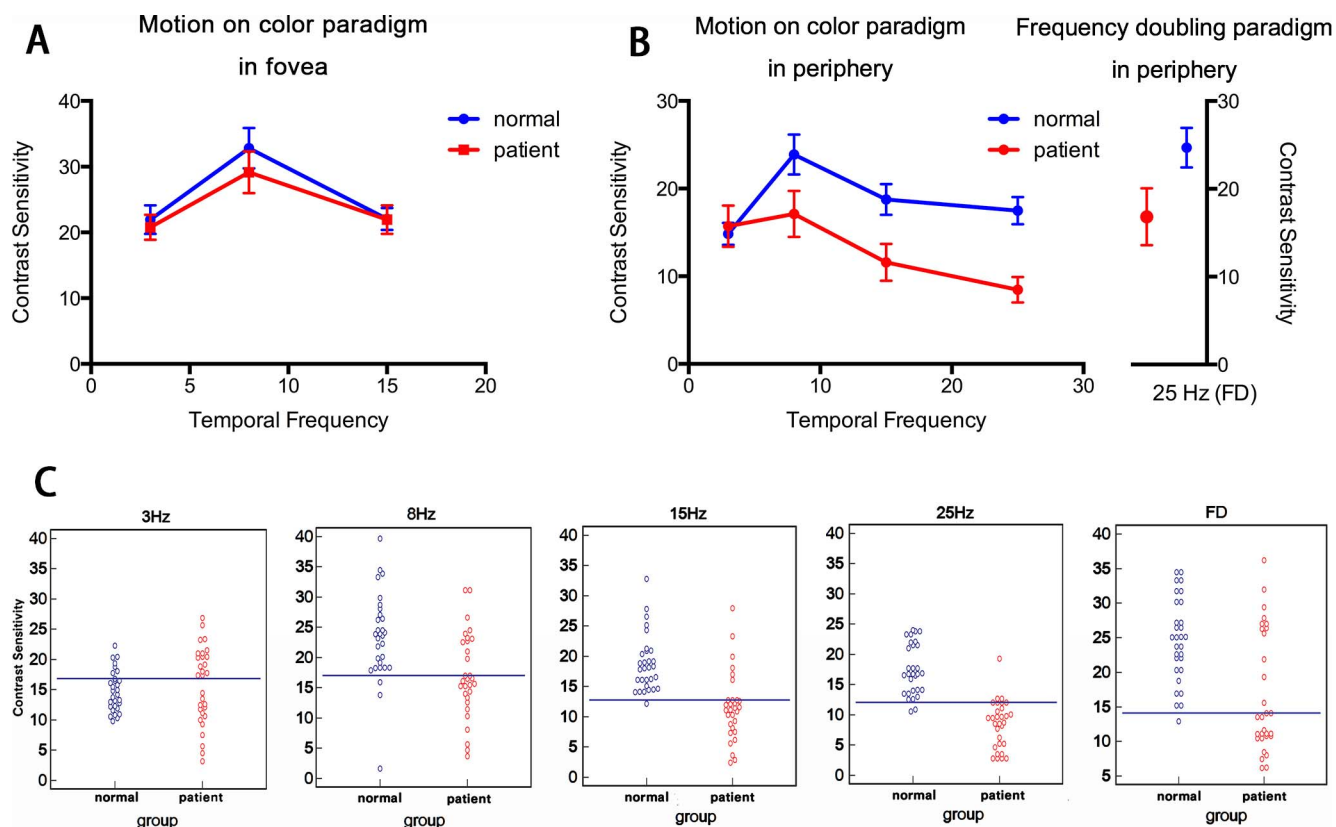 A
Motion on color paradigm
in fovea
Contrast Sensitivity
40
30
20
10
0
0 5 10 15 20
Temporal Frequency
normal
patient
B
Motion on color paradigm
in periphery
Contrast Sensitivity
30
20
10
0
0 10 20 30
Temporal Frequency
normal
patient
Frequency doubling paradigm
in periphery
30
20
10
0
Contrast Sensitivity
25 Hz (FD)
C
3Hz
Contrast Sensitivity
40
35
30
25
20
15
10
5
0
normal patient
group
8Hz
40
35
30
25
20
15
10
5
0
normal patient
group
15Hz
40
35
30
25
20
15
10
5
0
normal patient
group
25Hz
40
35
30
25
20
15
10
5
0
normal patient
group
FD
40
35
30
25
20
15
10
5
normal patient
group